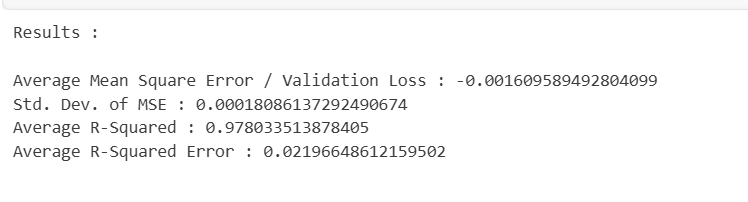 Results :
Average Mean Square Error / Validation Loss : -0.001609589492804099
Std. Dev. of MSE : 0.00018086137292490674
Average R-Squared : 0.978033513878405
Average R-Squared Error : 0.02196648612159502